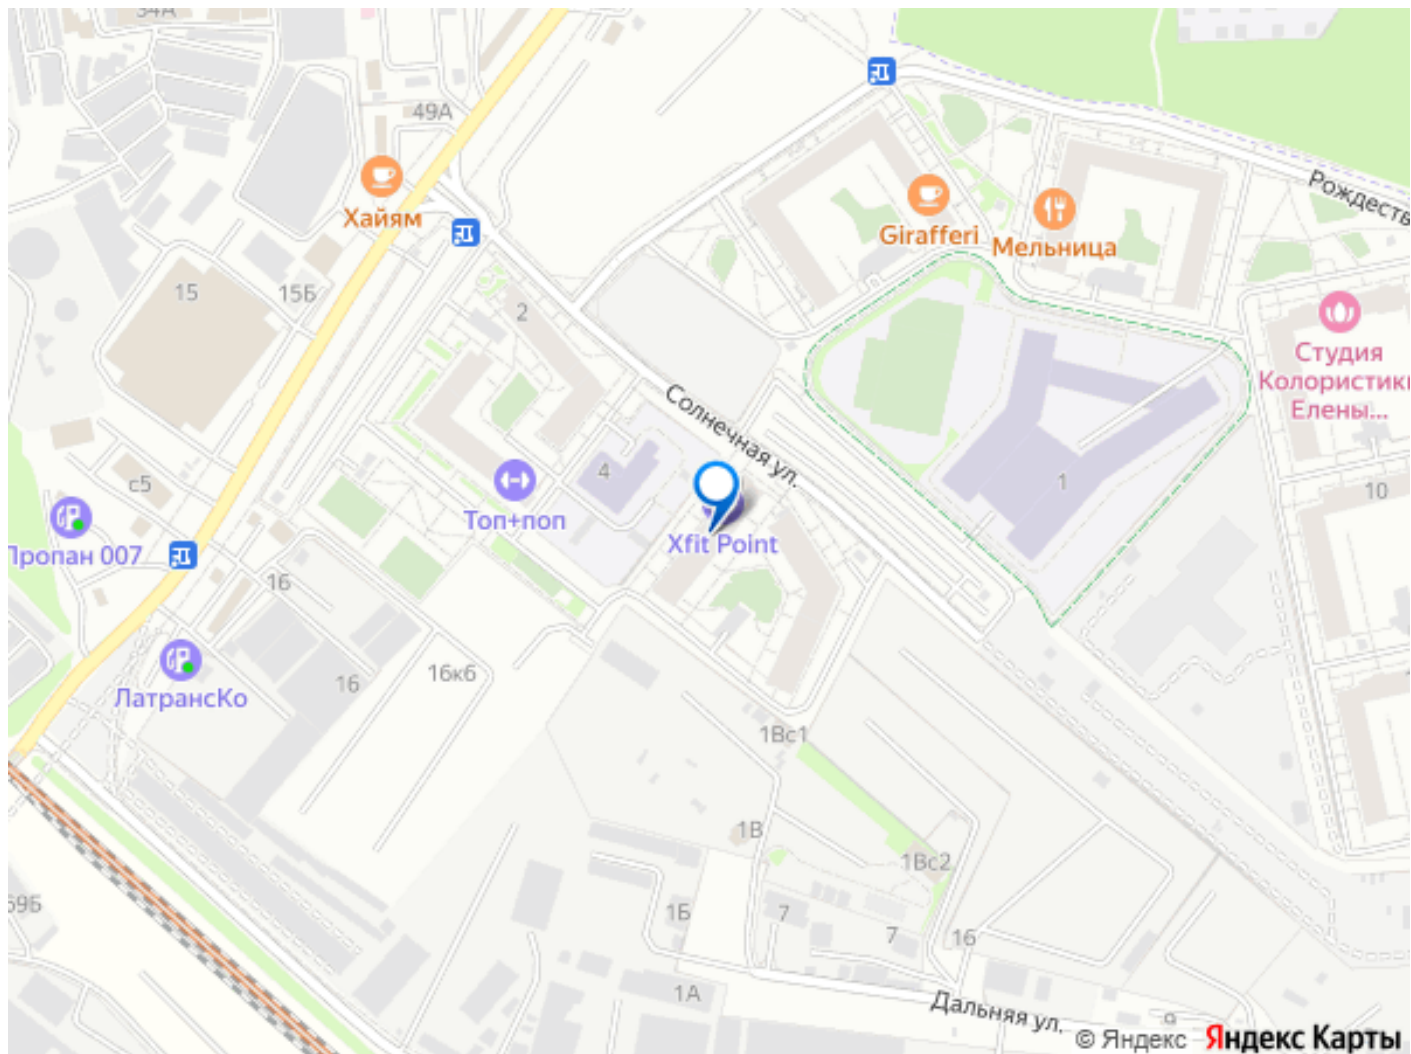 34А
49А
Хайям
Рождеств
Girafferi
Мельница
15
15Б
2
Студия
Колористики
Елены...
Солнечная ул.
4
1
10
с5
Топ+поп
Xfit Point
Пропан 007
16
ЛатрансКо
16
16к6
1Вс1
1В
1Вс2
69Б
1Б
7
7
16
1А
Дальняя ул.
9
© Яндекс Яндекс Карты